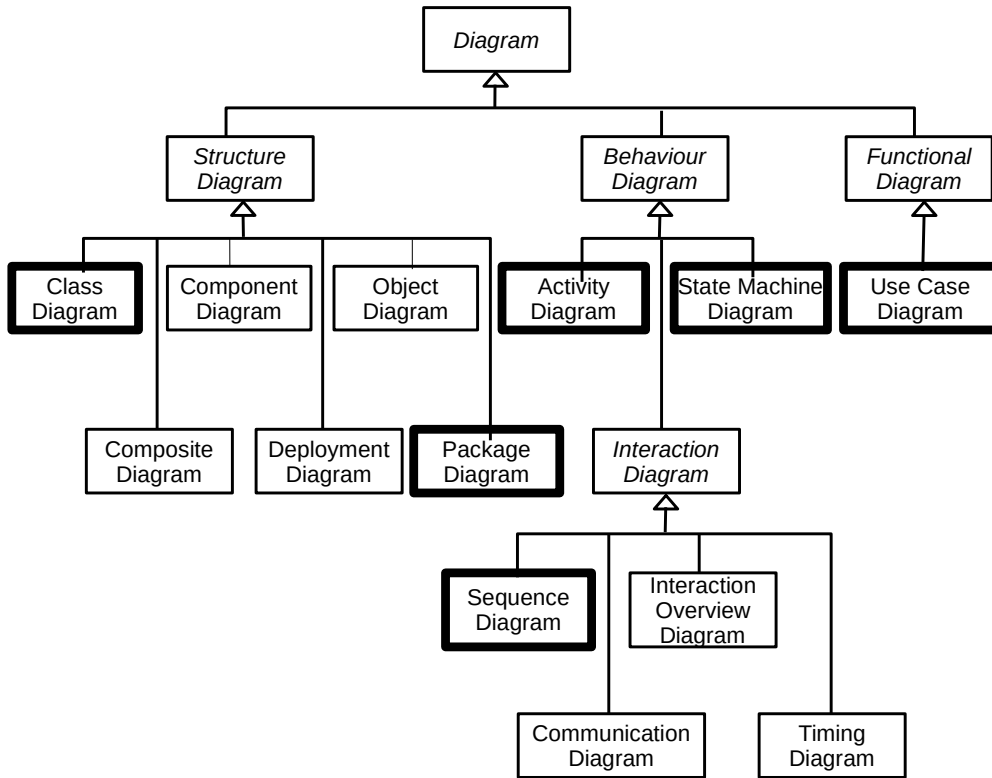 Diagram
Structure
Diagram
Behaviour
Diagram
Functional
Diagram
Class
Diagram
Component
Diagram
Object
Diagram
Activity
Diagram
State Machine
Diagram
Use Case
Diagram
Composite
Diagram
Deployment
Diagram
Package
Diagram
Interaction
Diagram
Sequence
Diagram
Interaction
Overview
Diagram
Communication
Diagram
Timing
Diagram